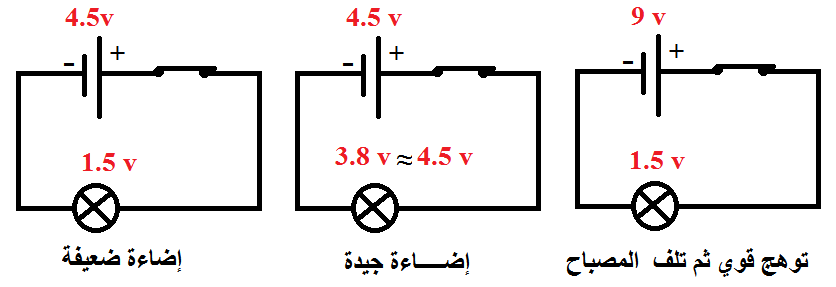 4.5v 4.5 v 9 v
- + - + - +
1.5 v 3.8 v ≈ 4.5 v 1.5 v
إضاءة ضعيفة
إضــــاءة جيدة
توهج قوي ثم تلف المصباح